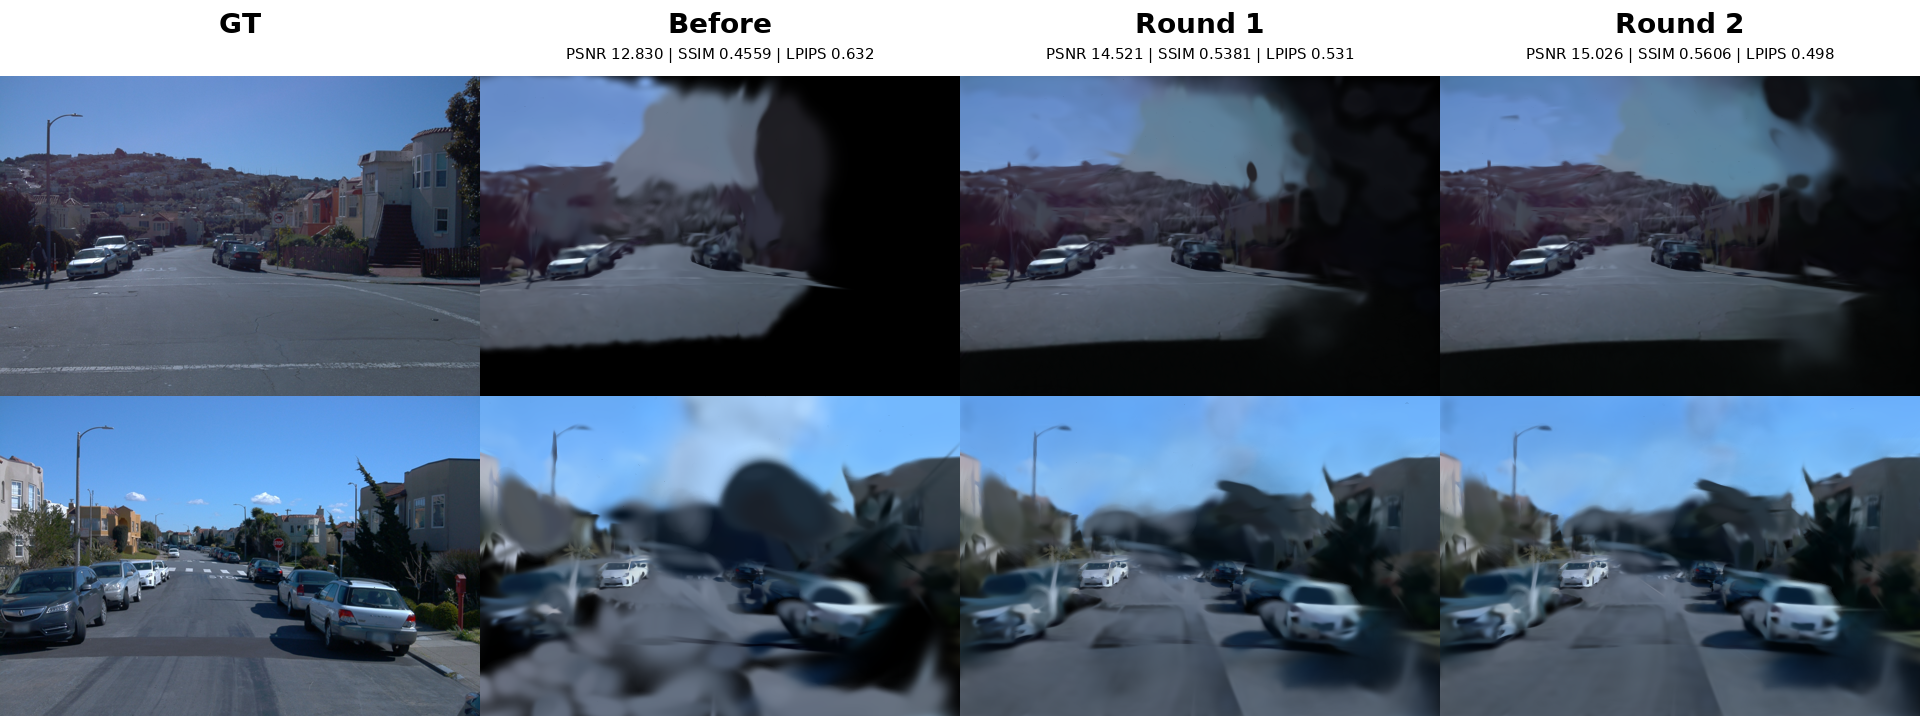 GT
Before
Round 1
Round 2
PSNR 12.830 | SSIM 0.4559 | LPIPS 0.632
PSNR 14.521 | SSIM 0.5381 | LPIPS 0.531
PSNR 15.026 | SSIM 0.5606 | LPIPS 0.498